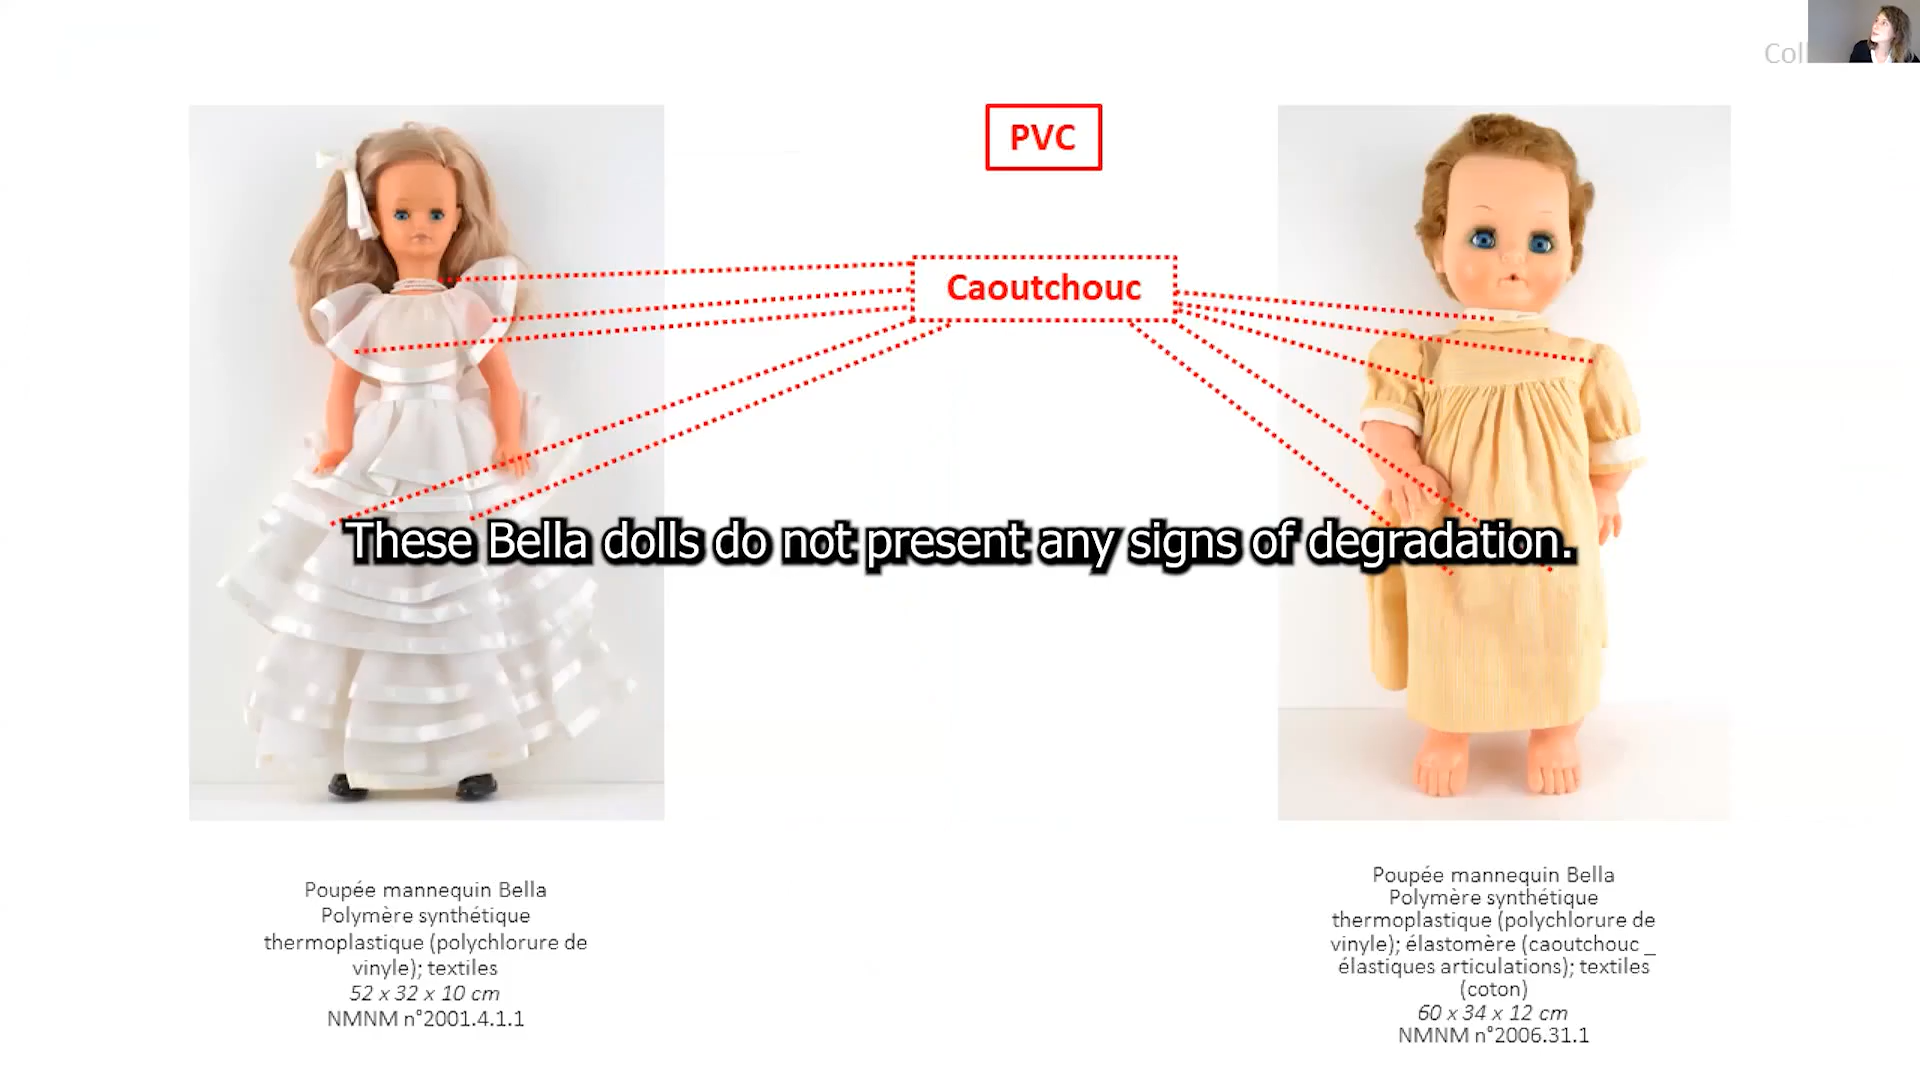 Coll
PVC
Caoutchouc
These Bella dolls do not present any signs of degradation.
Poupée mannequin Bella
Polymère synthétique
thermoplastique (polychlorure de
vinyle); textiles
52 x 32 x 10 cm
NMNM n°2001.4.1.1
Poupée mannequin Bella
Polymère synthétique
thermoplastique (polychlorure de
vinyle); élastomère (caoutchouc _
élastiques articulations); textiles
(coton)
60 x 34 x 12 cm
NMNM n°2006.31.1